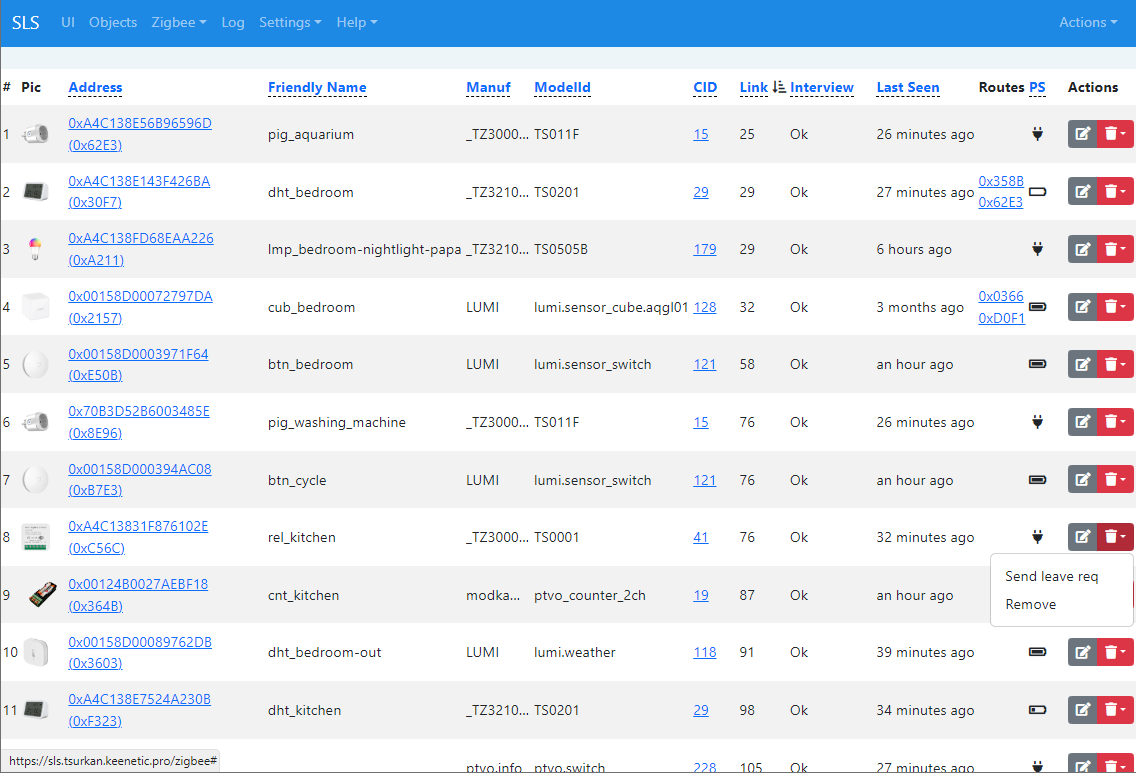 SLS UI Objects Zigbee Log Settings Help Actions
# Pic Address Friendly Name Manuf ModelId CID Link Interview Last Seen Routes PS Actions
1 0xA4C138E56B96596D (0x62E3) pig_aquarium _TZ3000... TS011F 15 25 Ok 26 minutes ago
2 0xA4C138E143F426BA (0x30F7) dht_bedroom _TZ3210... TS0201 29 29 Ok 27 minutes ago 0x358B 0x62E3
3 0xA4C138FD68EAA226 (0xA211) lmp_bedroom-nightlight-papa _TZ3210... TS0505B 179 29 Ok 6 hours ago
4 0x00158D00072797DA (0x2157) cub_bedroom LUMI lumi.sensor_cube.aqgl01 128 32 Ok 3 months ago 0x0366 0xD0F1
5 0x00158D0003971F64 (0xE50B) btn_bedroom LUMI lumi.sensor_switch 121 58 Ok an hour ago
6 0x70B3D52B6003485E (0x8E96) pig_washing_machine _TZ3000... TS011F 15 76 Ok 26 minutes ago
7 0x00158D000394AC08 (0xB7E3) btn_cycle LUMI lumi.sensor_switch 121 76 Ok an hour ago
8 0xA4C13831F876102E (0xC56C) rel_kitchen _TZ3000... TS0001 41 76 Ok 32 minutes ago
Send leave req
Remove
9 0x00124B0027AEBF18 (0x364B) cnt_kitchen modka... ptvo_counter_2ch 19 87 Ok an hour ago
10 0x00158D00089762DB (0x3603) dht_bedroom-out LUMI lumi.weather 118 91 Ok 39 minutes ago
11 0xA4C138E7524A230B (0xF323) dht_kitchen _TZ3210... TS0201 29 98 Ok 34 minutes ago
ptvo.info ptvo.switch 228 105 Ok 27 minutes ago
https://sls.tsurkan.keenetic.pro/zigbee#